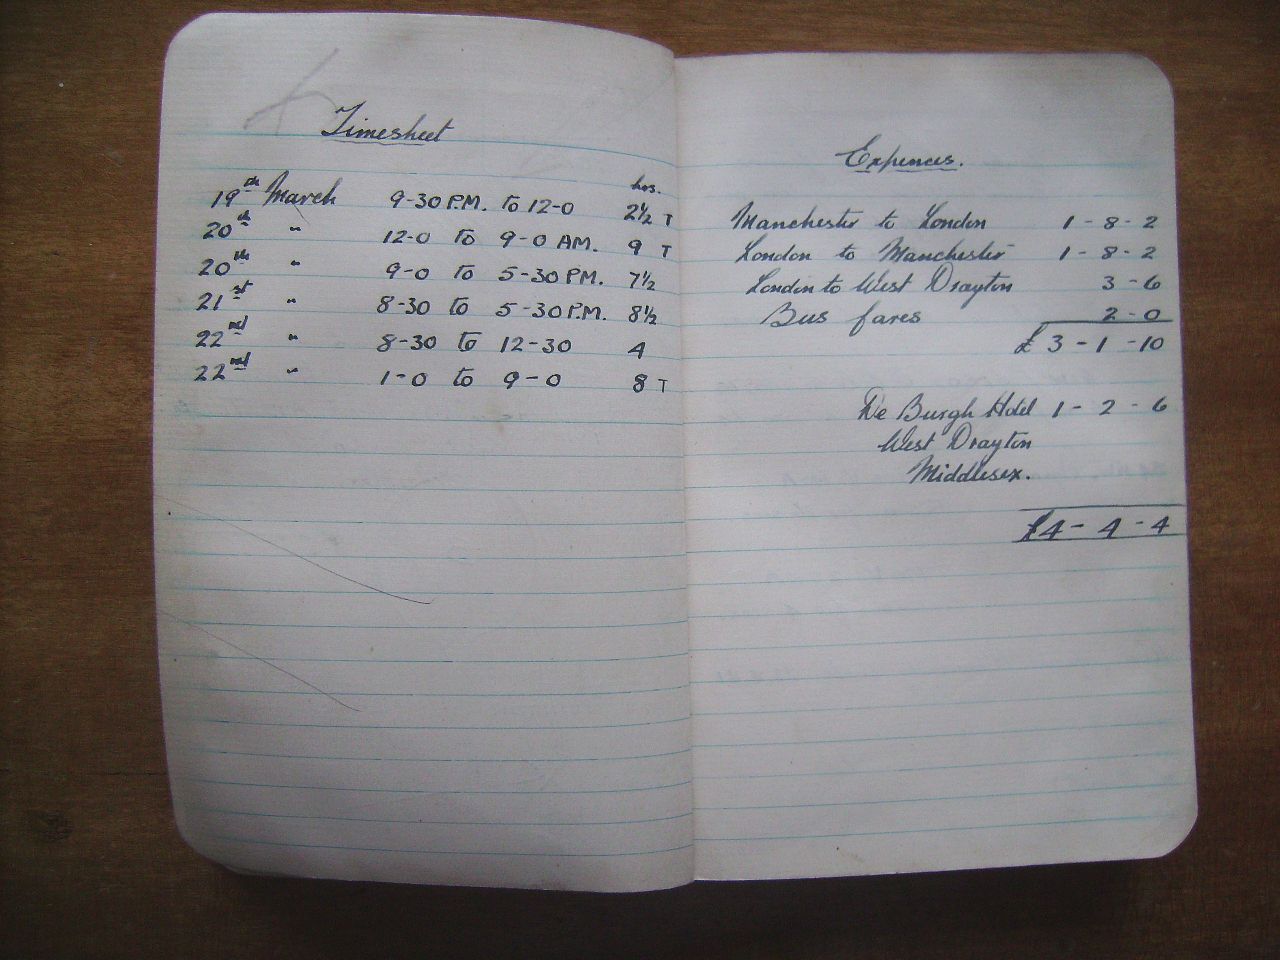 Timesheet
hrs.
19th March 9-30 P.M. to 12-0 2½ T
20th " 12-0 to 9-0 AM. 9 T
20th " 9-0 to 5-30 PM. 7½
21st " 8-30 to 5-30 P.M. 8½
22nd " 8-30 to 12-30 4
22nd " 1-0 to 9-0 8 T
Expences.
Manchester to London 1-8-2
London to Manchester 1-8-2
London to West Drayton 3-6
Bus fares 2-0
£ 3-1-10
De Burgh Hotel 1-2-6
West Drayton
Middlesex.
£4-4-4